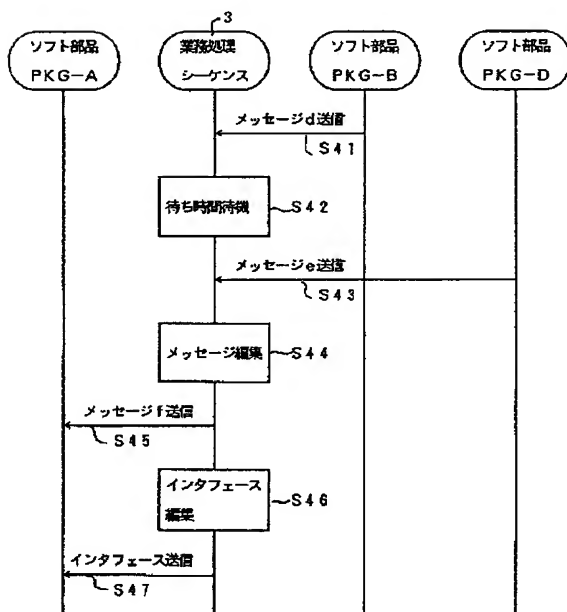 3
ソフト部品
PKG-A
業務処理
シーケンス
ソフト部品
PKG-B
ソフト部品
PKG-D
メッセージd送信
S41
待ち時間待機
S42
メッセージe送信
S43
メッセージ編集
S44
メッセージf送信
S45
インタフェース
編集
S46
インタフェース送信
S47